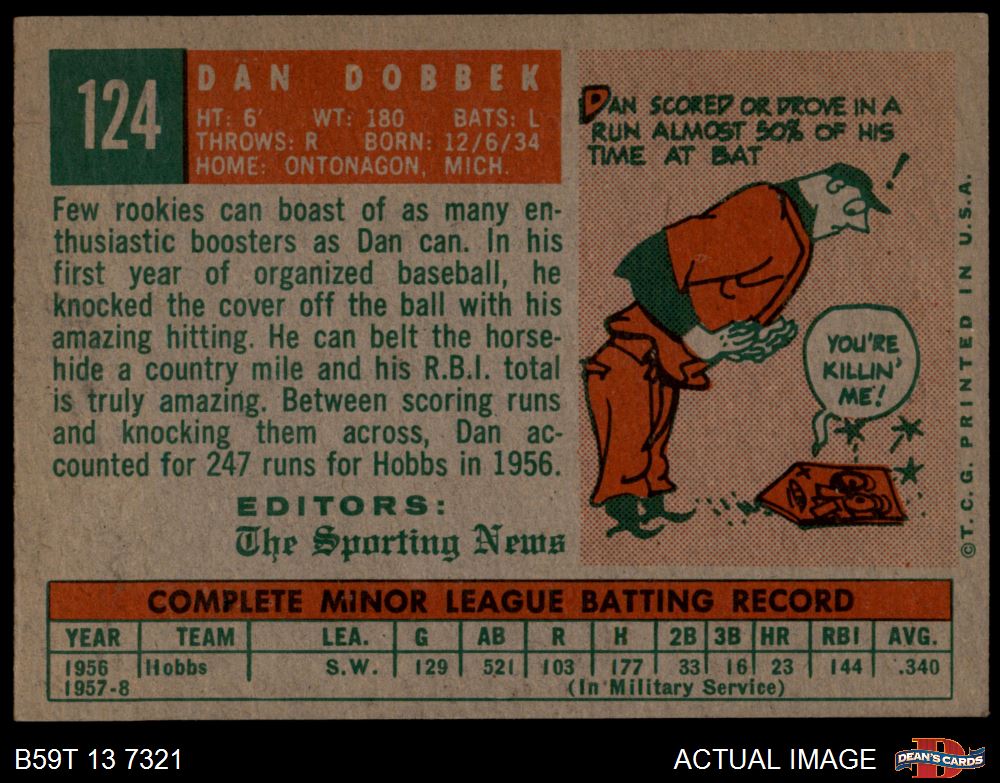 124
DAN DOBBEK
HT: 6' WT: 180 BATS: L
THROWS: R BORN: 12/6/34
HOME: ONTONAGON, MICH.
Few rookies can boast of as many en-
thusiastic boosters as Dan can. In his
first year of organized baseball, he
knocked the cover off the ball with his
amazing hitting. He can belt the horse-
hide a country mile and his R.B.I. total
is truly amazing. Between scoring runs
and knocking them across, Dan ac-
counted for 247 runs for Hobbs in 1956.
EDITORS:
The Sporting News
DAN SCORED OR DROVE IN A
RUN ALMOST 50% OF HIS
TIME AT BAT
!
YOU'RE
KILLIN'
ME!
© T.C.G. PRINTED IN U.S.A.
COMPLETE MINOR LEAGUE BATTING RECORD
YEAR TEAM LEA. G AB R H 2B 3B HR RBI AVG.
1956 Hobbs S.W. 129 521 103 177 33 16 23 144 .340
1957-8 (In Military Service)
B59T 13 7321
ACTUAL IMAGE
D
DEAN'S CARDS